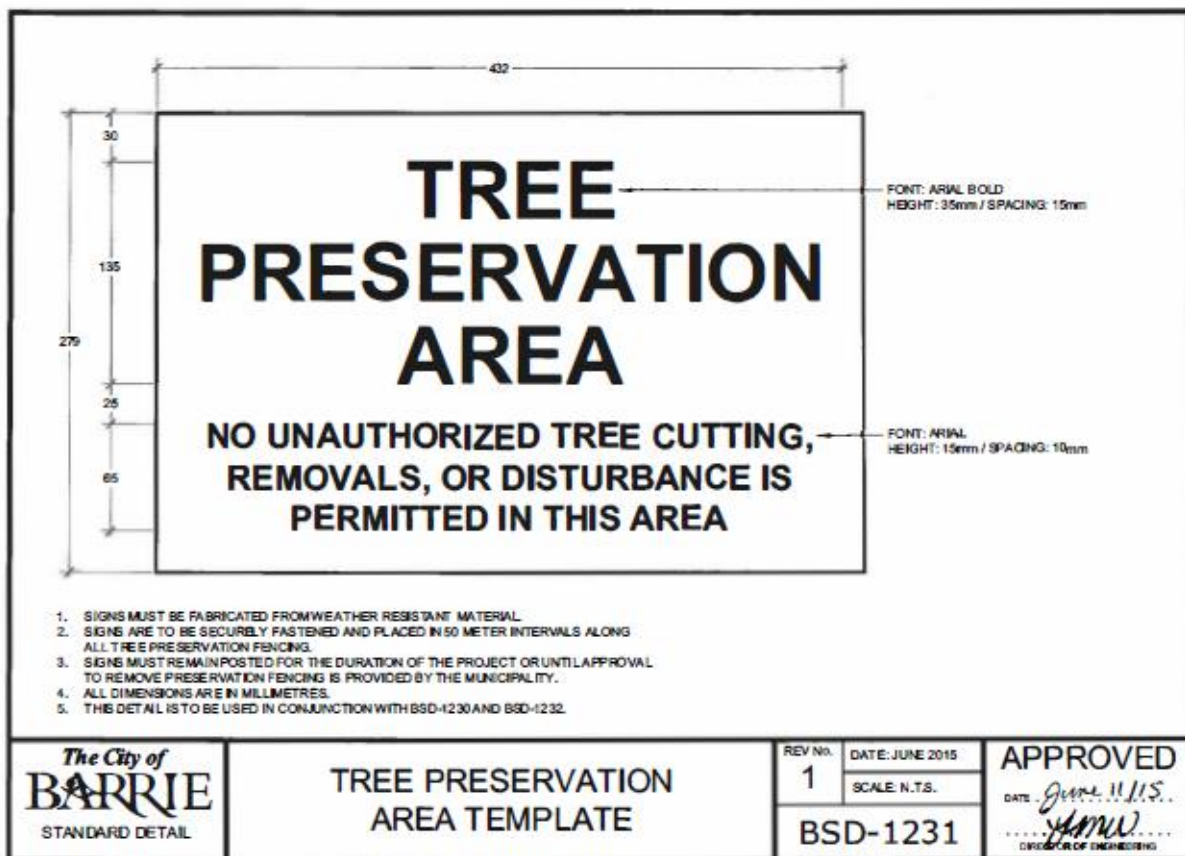 432
30
TREE
FONT: ARIAL BOLD
HEIGHT: 35mm / SPACING: 15mm
135
PRESERVATION
279
AREA
25
NO UNAUTHORIZED TREE CUTTING,
FONT: ARIAL
HEIGHT: 15mm / SPACING: 10mm
65
REMOVALS, OR DISTURBANCE IS
PERMITTED IN THIS AREA
1. SIGNS MUST BE FABRICATED FROM WEATHER RESISTANT MATERIAL.
2. SIGNS ARE TO BE SECURELY FASTENED AND PLACED IN 50 METER INTERVALS ALONG
ALL TREE PRESERVATION FENCING.
3. SIGNS MUST REMAIN POSTED FOR THE DURATION OF THE PROJECT OR UNTIL APPROVAL
TO REMOVE PRESERVATION FENCING IS PROVIDED BY THE MUNICIPALITY.
4. ALL DIMENSIONS ARE IN MILLIMETRES.
5. THIS DETAIL IS TO BE USED IN CONJUNCTION WITH BSD-1230 AND BSD-1232.
The City of
BARRIE
STANDARD DETAIL
TREE PRESERVATION
AREA TEMPLATE
REV No.
1
DATE: JUNE 2015
SCALE: N.T.S.
BSD-1231
APPROVED
DATE June 11/15
DIRECTOR OF ENGINEERING